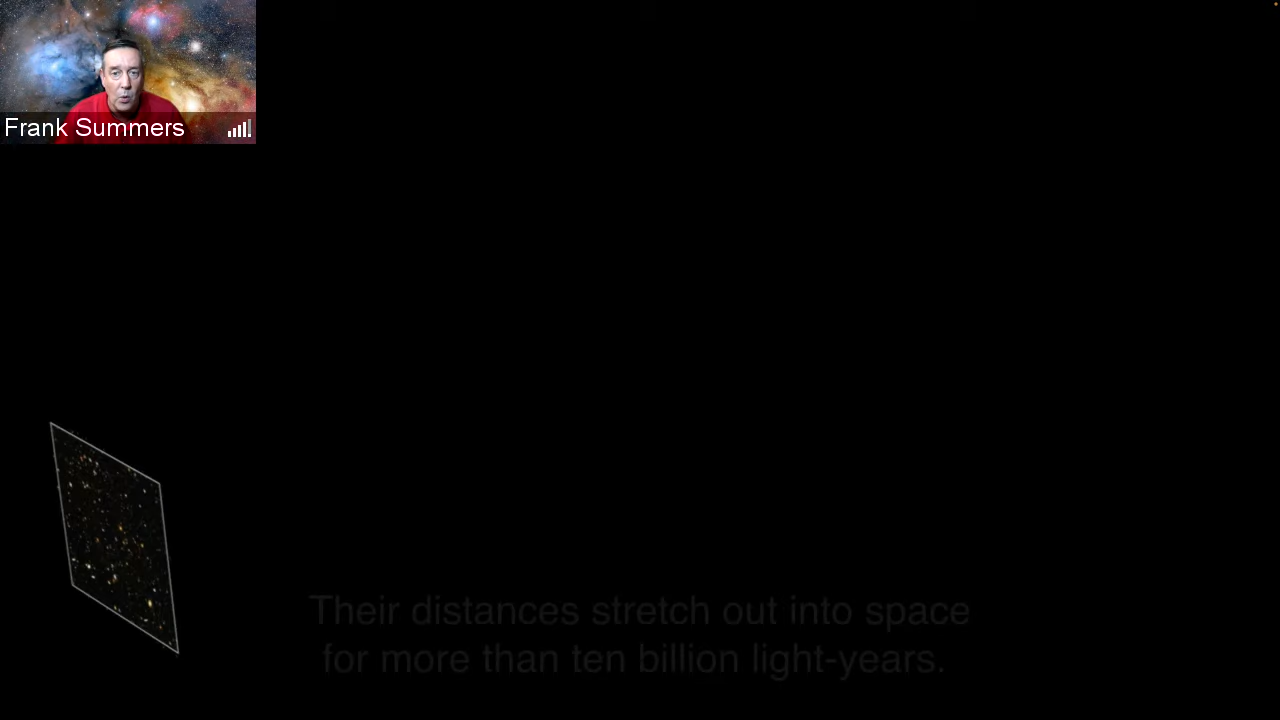 Frank Summers
Their distances stretch out into space
for more than ten billion light-years.